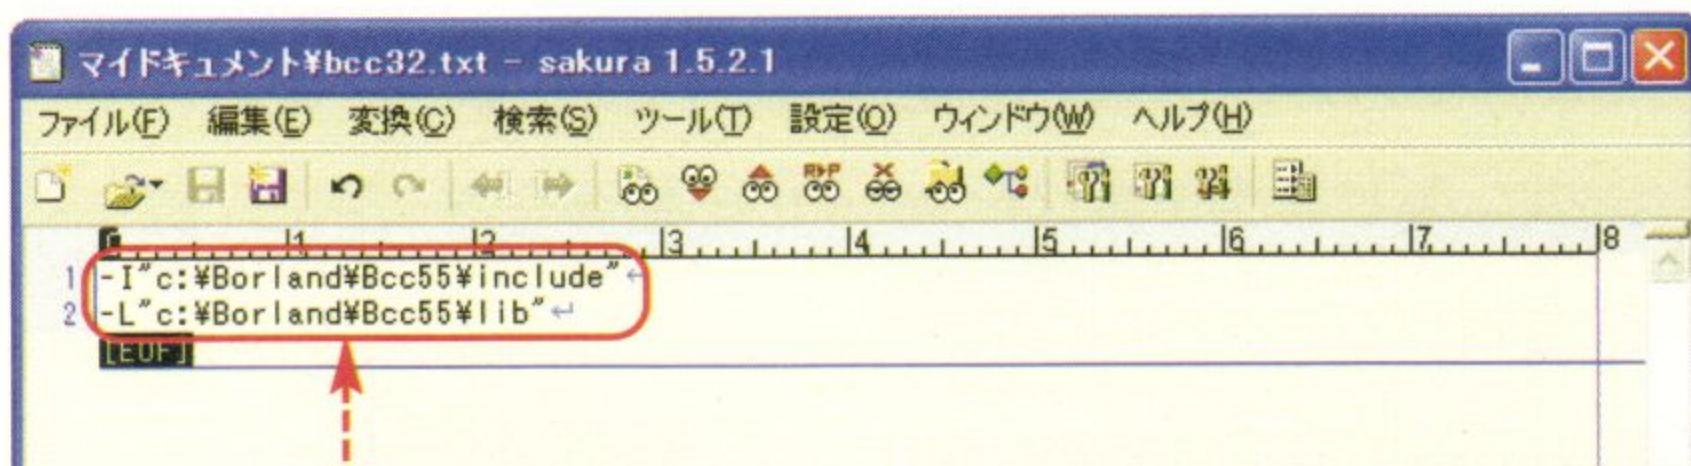 マイドキュメント¥bcc32.txt - sakura 1.5.2.1
ファイル(F) 編集(E) 変換(C) 検索(S) ツール(T) 設定(O) ウィンドウ(W) ヘルプ(H)
0 1 2 3 4 5 6 7 8
1 -I"c:¥Borland¥Bcc55¥include"↵
2 -L"c:¥Borland¥Bcc55¥lib"↵
[EOF]